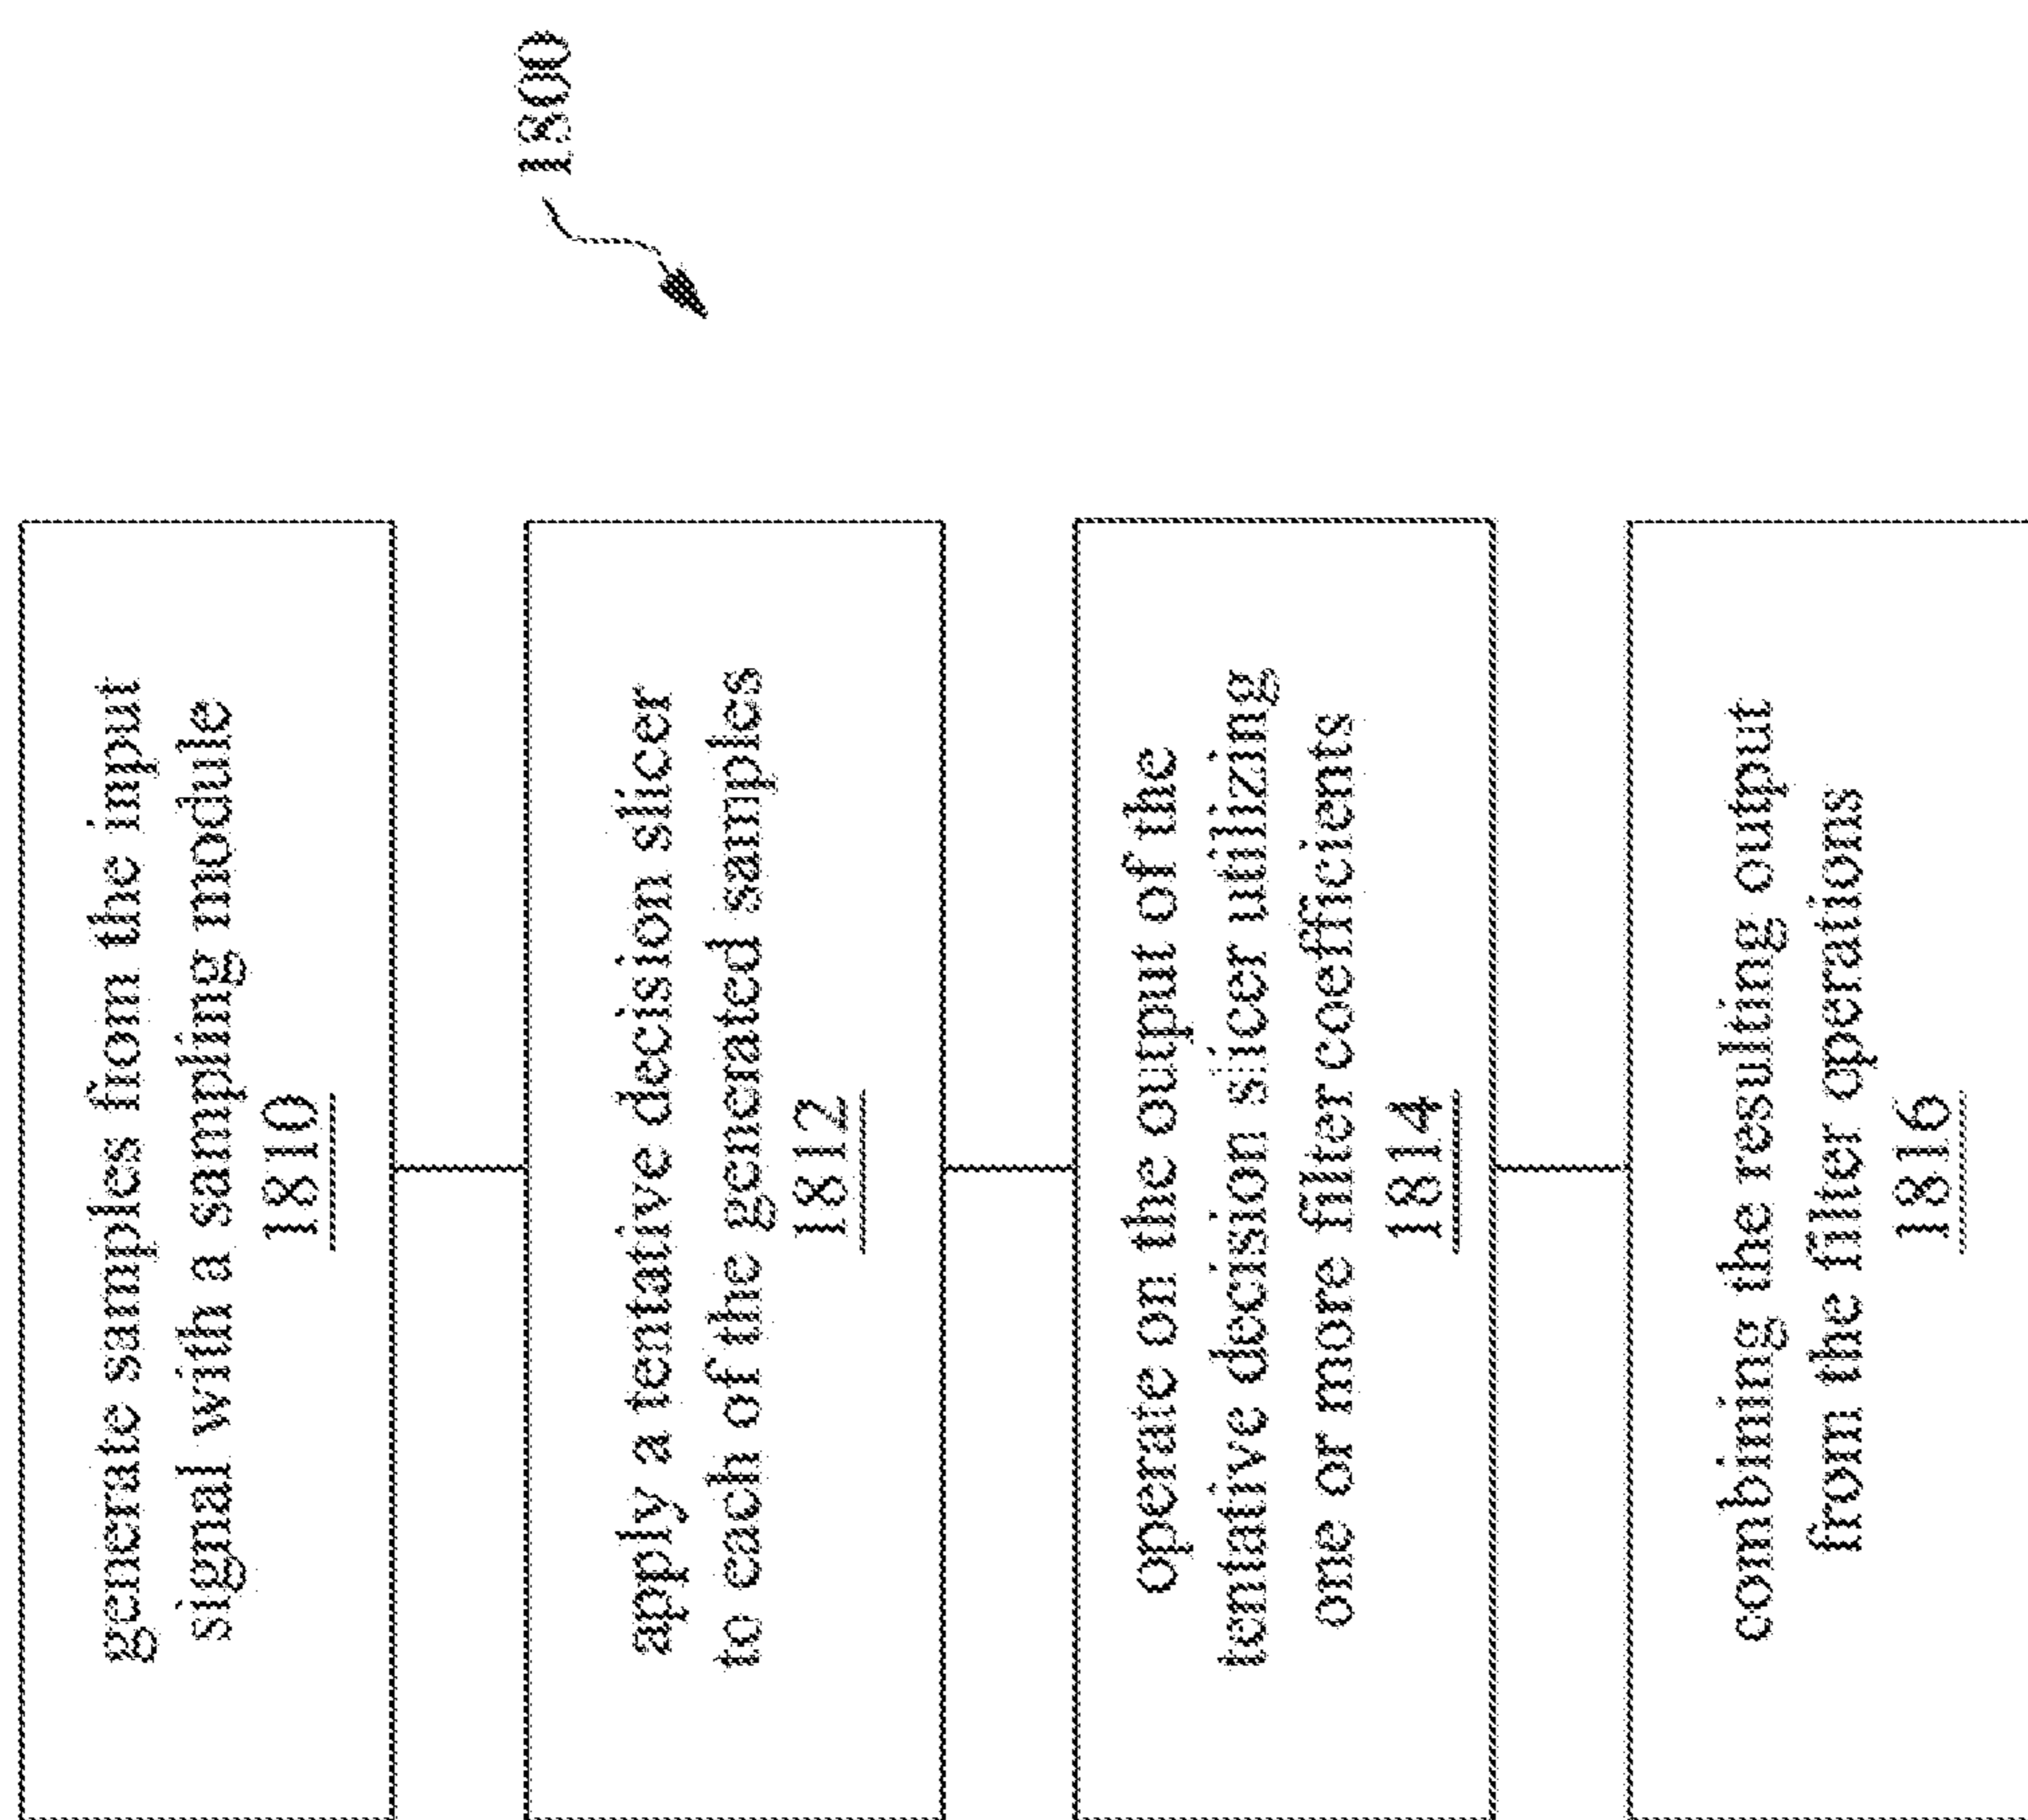 1800
generate samples from the input
signal with a sampling module
1810
apply a tentative decision slicer
to each of the generated samples
1812
operate on the output of the
tentative decision slicer utilizing
one or more filter coefficients
1814
combining the resulting output
from the filter operations
1816